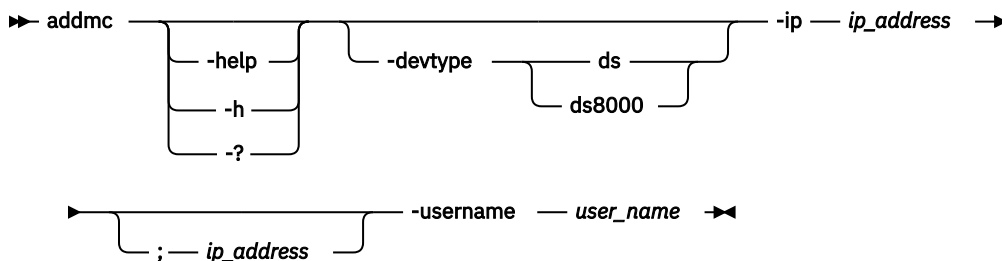 addmc -ip ip_address
-help -devtype ds
-h ds8000
-?
-username user_name
; ip_address